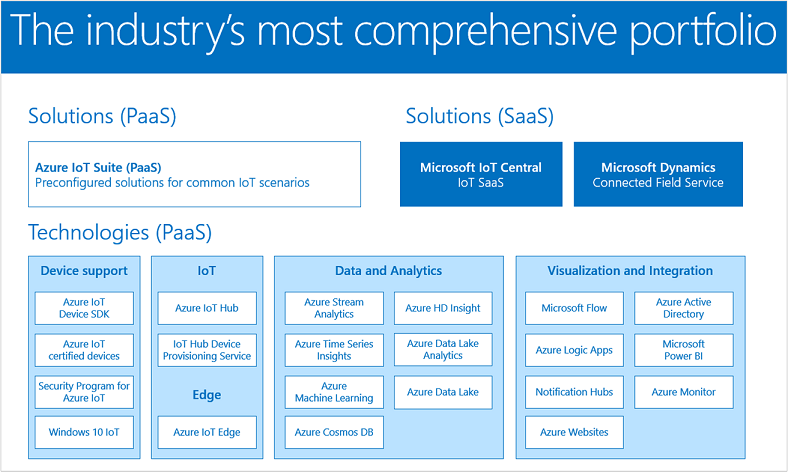 The industry's most comprehensive portfolio
Solutions (PaaS)
Azure IoT Suite (PaaS)
Preconfigured solutions for common IoT scenarios
Solutions (SaaS)
Microsoft IoT Central
IoT SaaS
Microsoft Dynamics
Connected Field Service
Technologies (PaaS)
Device support
Azure IoT
Device SDK
Azure IoT
certified devices
Security Program for
Azure IoT
Windows 10 IoT
IoT
Azure IoT Hub
IoT Hub Device
Provisioning Service
Edge
Azure IoT Edge
Data and Analytics
Azure Stream
Analytics
Azure HD Insight
Azure Time Series
Insights
Azure Data Lake
Analytics
Azure
Machine Learning
Azure Data Lake
Azure Cosmos DB
Visualization and Integration
Microsoft Flow
Azure Active
Directory
Azure Logic Apps
Microsoft
Power BI
Notification Hubs
Azure Monitor
Azure Websites